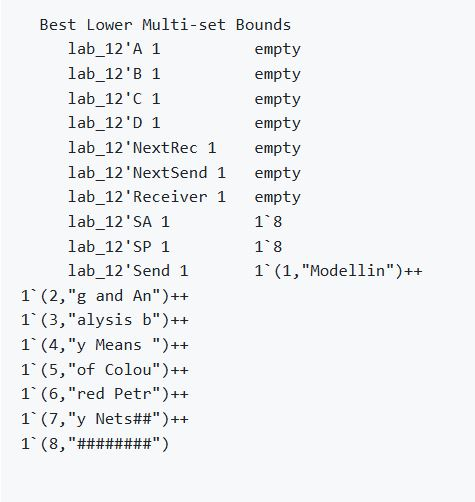 Best Lower Multi-set Bounds
lab_12'A 1 empty
lab_12'B 1 empty
lab_12'C 1 empty
lab_12'D 1 empty
lab_12'NextRec 1 empty
lab_12'NextSend 1 empty
lab_12'Receiver 1 empty
lab_12'SA 1 1`8
lab_12'SP 1 1`8
lab_12'Send 1 1`(1,"Modellin")++
1`(2,"g and An")++
1`(3,"alysis b")++
1`(4,"y Means ")++
1`(5,"of Colou")++
1`(6,"red Petr")++
1`(7,"y Nets##")++
1`(8,"########")